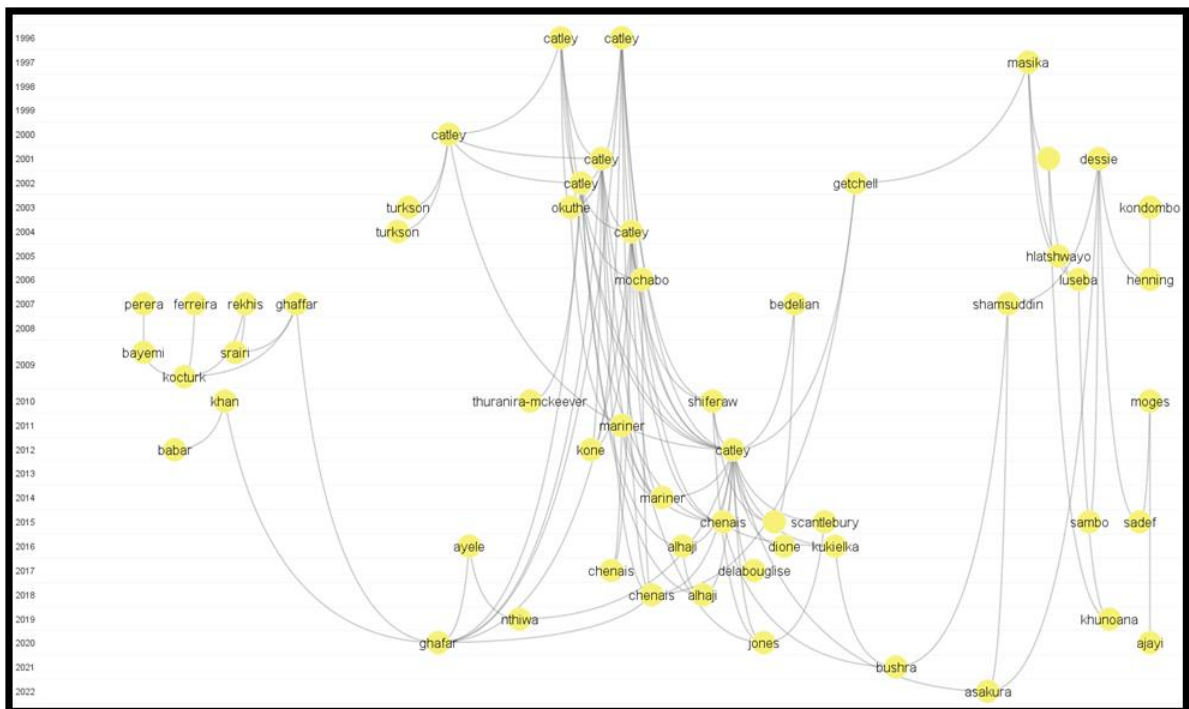 1996 catley catley
1997 masika
1998
1999
2000 catley
2001 catley dessie
2002 catley getchell
2003 turkson okuthe kondombo
2004 turkson catley
2005 hlatshwayo
2006 mochabo luseba henning
2007 perera ferreira rekhis ghaffar bedelian shamsuddin
2008
bayemi srairi
2009
kocturk
2010 khan thuranira-mckeever shiferaw moges
2011 mariner
2012 babar kone catley
2013
2014 mariner
2015 chenais scantlebury sambo sadef
2016 ayele alhaji dione kukielka
2017 chenais delabouglise
2018 chenais alhaji
2019 nthiwa khunoana
2020 ghafar jones ajayi
2021 bushra
2022 asakura